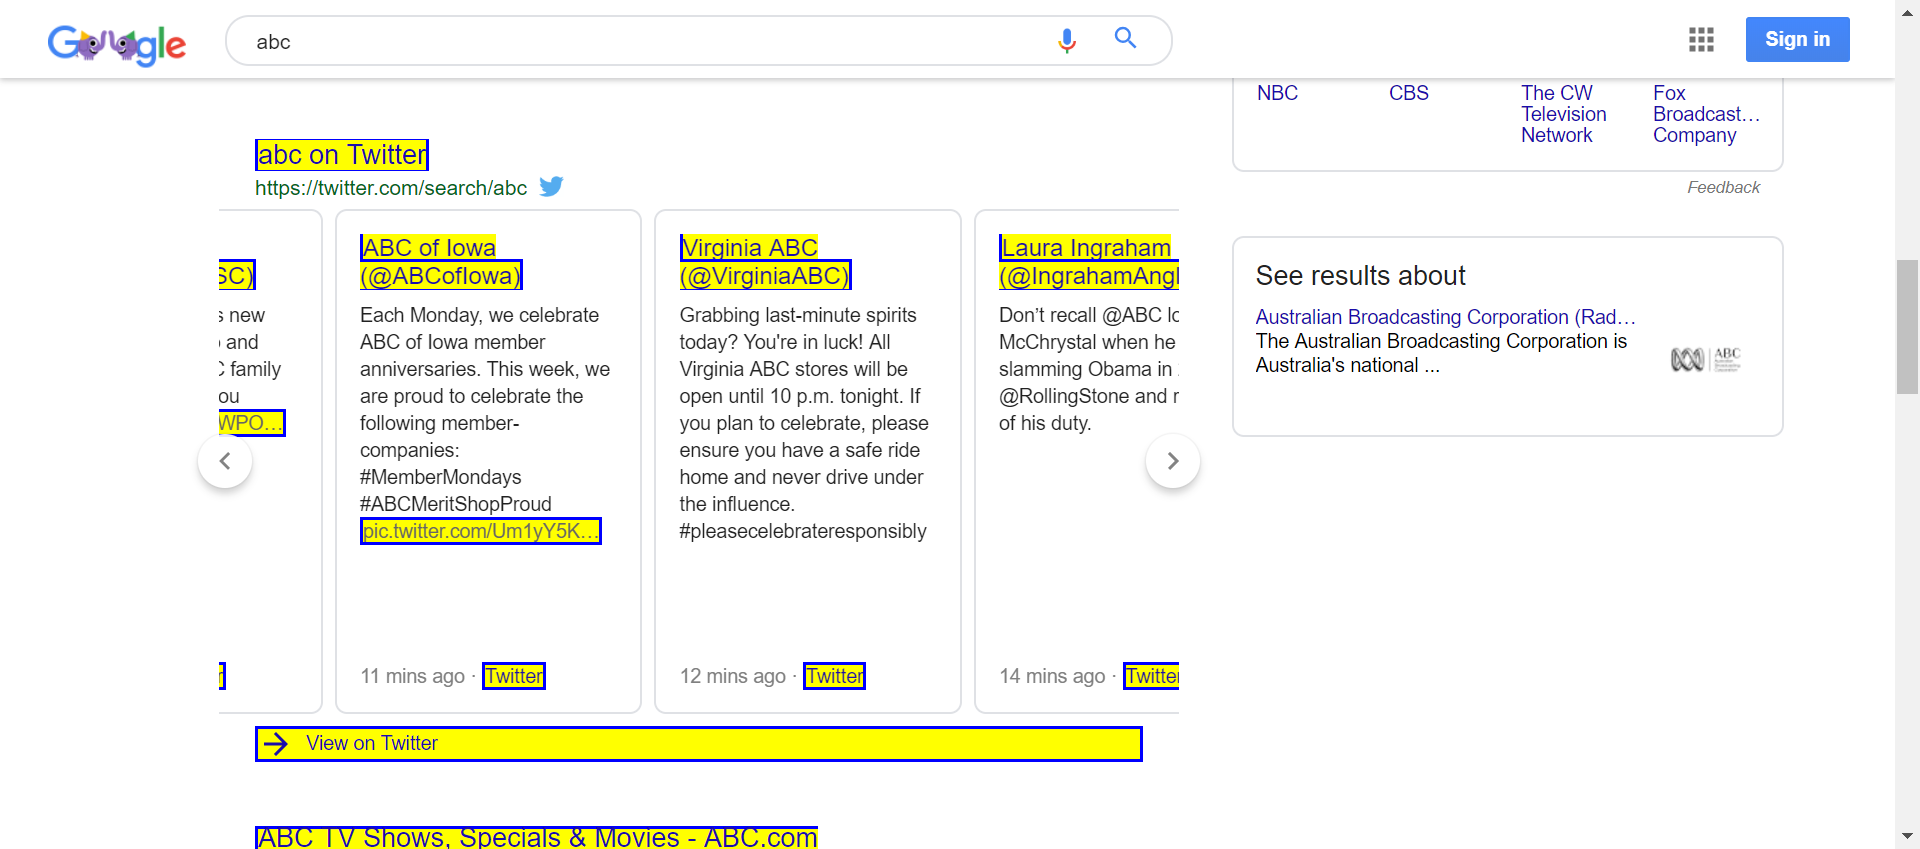 Google
abc
Sign in
NBC
CBS
The CW
Television
Network
Fox
Broadcast...
Company
Feedback
abc on Twitter
https://twitter.com/search/abc
SC)
s new
and
family
ou
WPO...
ABC of Iowa
(@ABCofIowa)
Each Monday, we celebrate
ABC of Iowa member
anniversaries. This week, we
are proud to celebrate the
following member-
companies:
#MemberMondays
#ABCMeritShopProud
pic.twitter.com/Um1yY5K...
11 mins ago · Twitter
Virginia ABC
(@VirginiaABC)
Grabbing last-minute spirits
today? You're in luck! All
Virginia ABC stores will be
open until 10 p.m. tonight. If
you plan to celebrate, please
ensure you have a safe ride
home and never drive under
the influence.
#pleasecelebrateresponsibly
12 mins ago · Twitter
Laura Ingraham
(@IngrahamAngl
Don’t recall @ABC lo
McChrystal when he
slamming Obama in
@RollingStone and r
of his duty.
14 mins ago · Twitter
View on Twitter
ABC TV Shows, Specials & Movies - ABC.com
See results about
Australian Broadcasting Corporation (Rad...
The Australian Broadcasting Corporation is
Australia's national ...
ABC